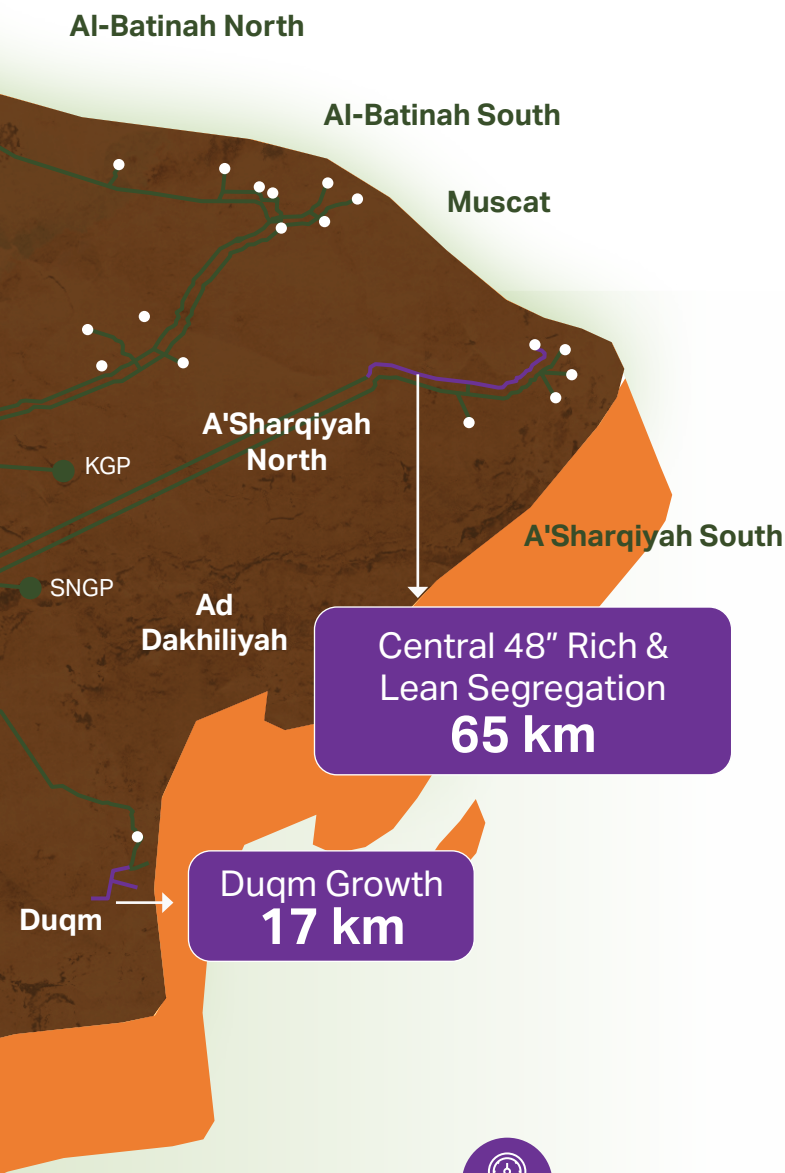 Al-Batinah North
Al-Batinah South
Muscat
A'Sharqiyah
North
KGP
A'Sharqiyah South
SNGP
Ad
Dakhiliyah
Central 48” Rich &
Lean Segregation
65 km
Duqm Growth
17 km
Duqm